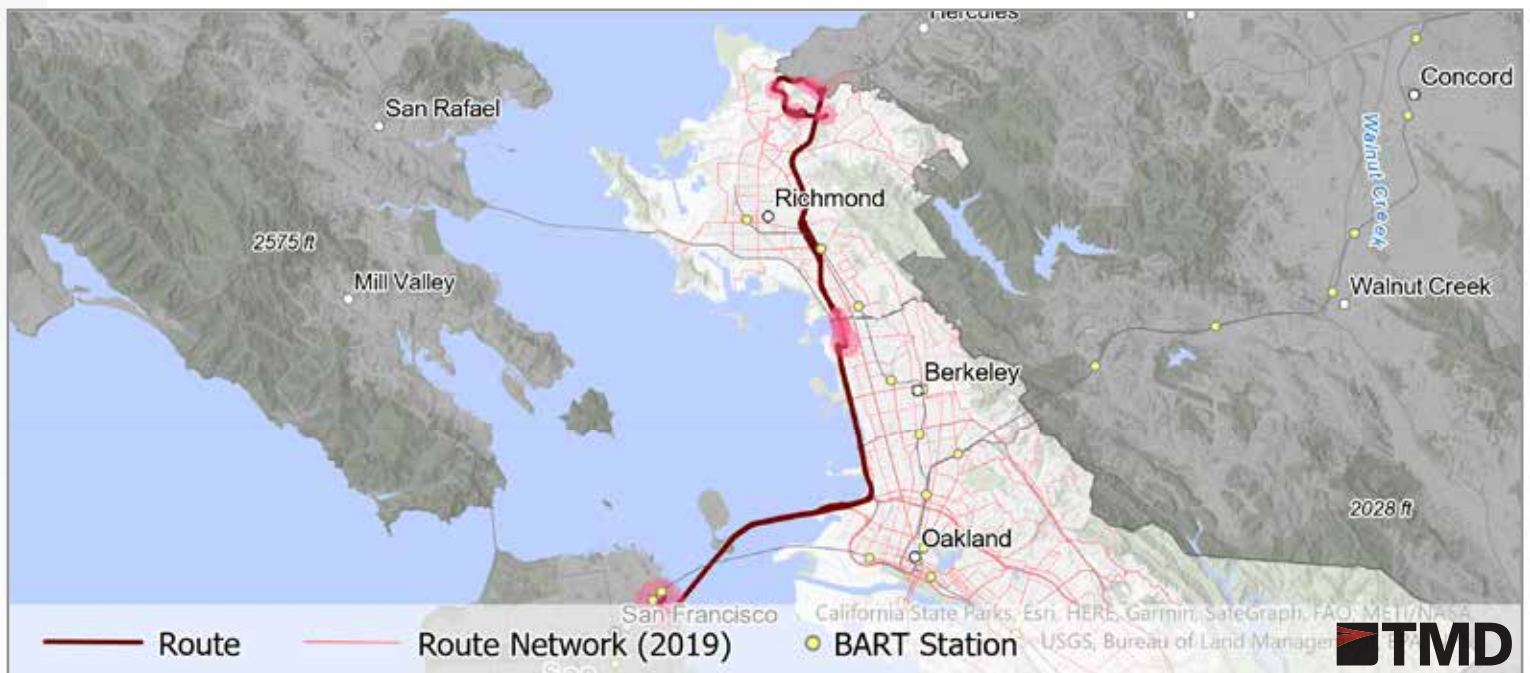 Hercules
Concord
San Rafael
Walnut Creek
Richmond
2575 ft
Mill Valley
Walnut Creek
Berkeley
2028 ft
Oakland
San Francisco
California State Parks, Esri, HERE, Garmin, SafeGraph, FAO, METI/NASA
Route
Route Network (2019)
BART Station
USGS, Bureau of Land
TMD
San